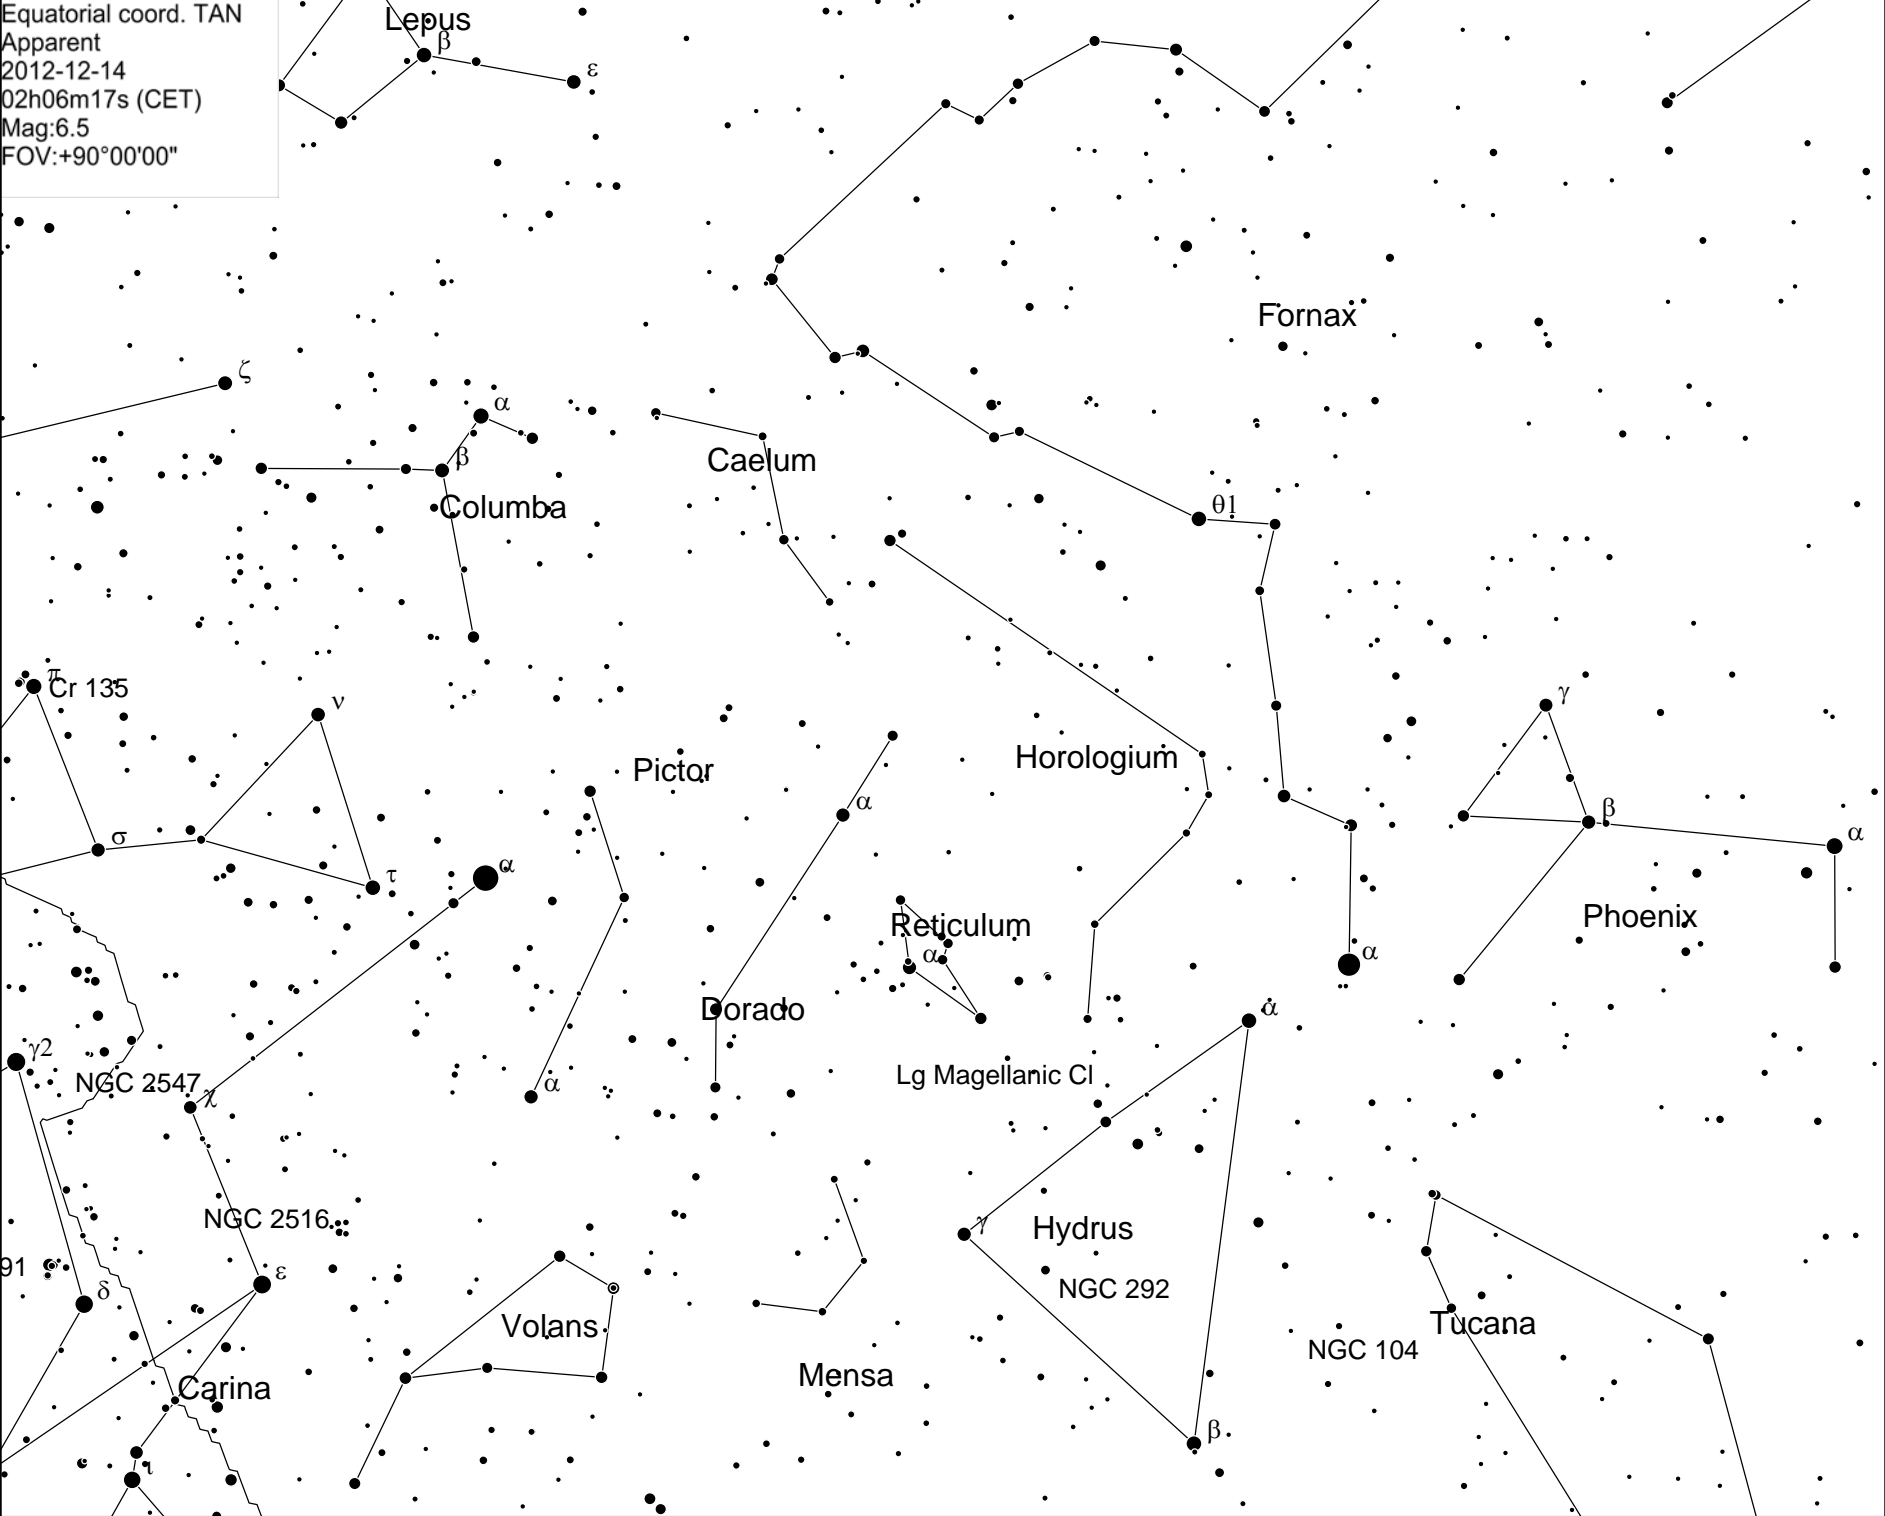 Equatorial coord. TAN
Apparent
2012-12-14
02h06m17s (CET)
Mag:6.5
FOV:+90°00'00"
Lepus
β
ε
Fornax
ζ
α
β
Columba
Caelum
θ1
π
Cr 135
ν
γ
Pictor
Horologium
α
β
α
σ
τ
α
Phoenix
Reticulum
α
α
Dorado
α
γ2
NGC 2547
χ
α
Lg Magellanic Cl
NGC 2516
γ
Hydrus
91
ε
δ
NGC 292
Volans
Tucana
NGC 104
Mensa
Carina
β
ι